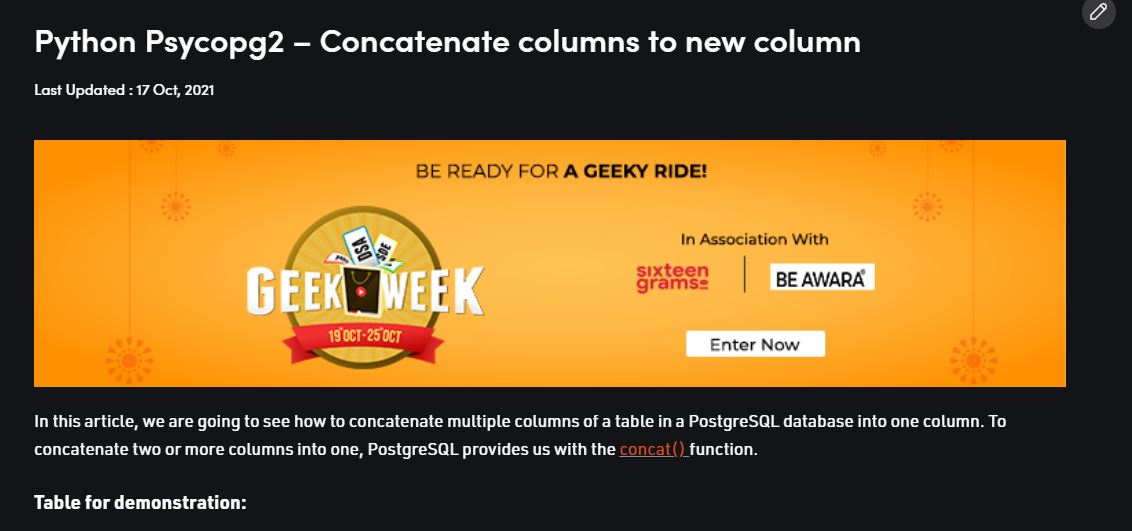 Python Psycopg2 – Concatenate columns to new column
Last Updated : 17 Oct, 2021
BE READY FOR A GEEKY RIDE!
DSA
SDE
GEEK WEEK
19 OCT - 25 OCT
In Association With
sixteen
grams
BE AWARA
Enter Now
In this article, we are going to see how to concatenate multiple columns of a table in a PostgreSQL database into one column. To
concatenate two or more columns into one, PostgreSQL provides us with the concat() function.
Table for demonstration: